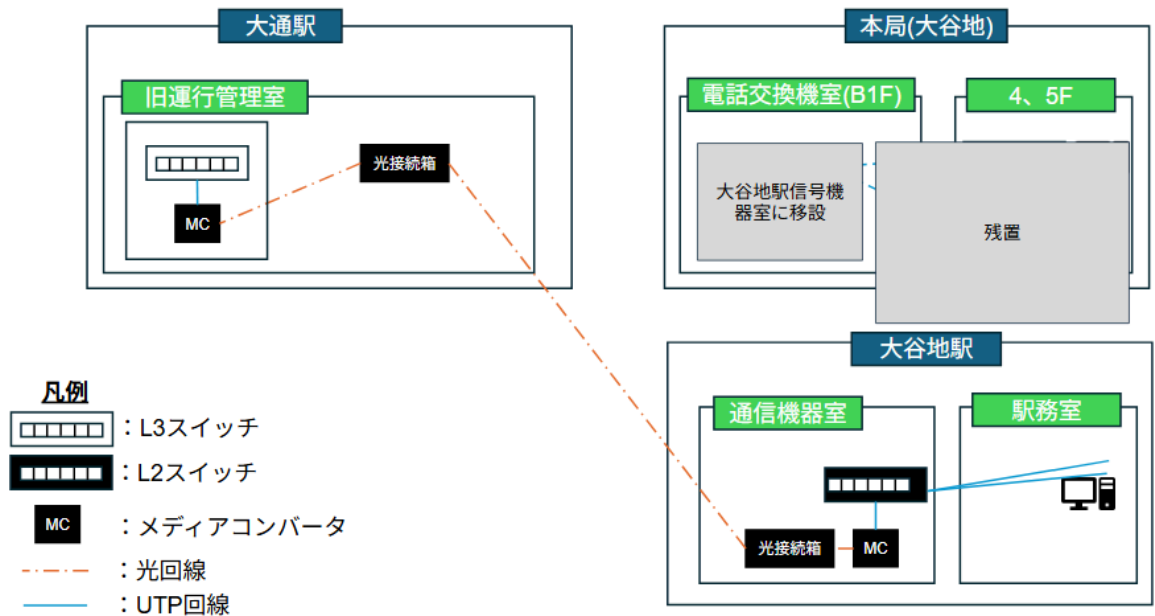 大通駅
旧運行管理室
MC
光接続箱
本局(大谷地)
電話交換機室(B1F)
4、5F
大谷地駅信号機
器室に移設
残置
大谷地駅
通信機器室
駅務室
光接続箱
MC
凡例
：L3スイッチ
：L2スイッチ
MC
：メディアコンバータ
：光回線
：UTP回線